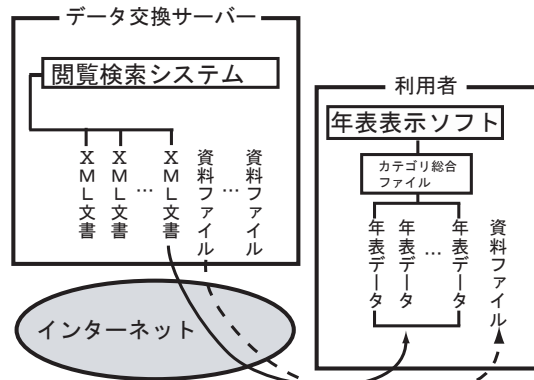 データ交換サーバー
閲覧検索システム
XML文書
XML文書
…
XML文書
資料ファイル
…
資料ファイル
インターネット
利用者
年表表示ソフト
カテゴリ総合
ファイル
年表データ
年表データ
…
年表データ
資料ファイル